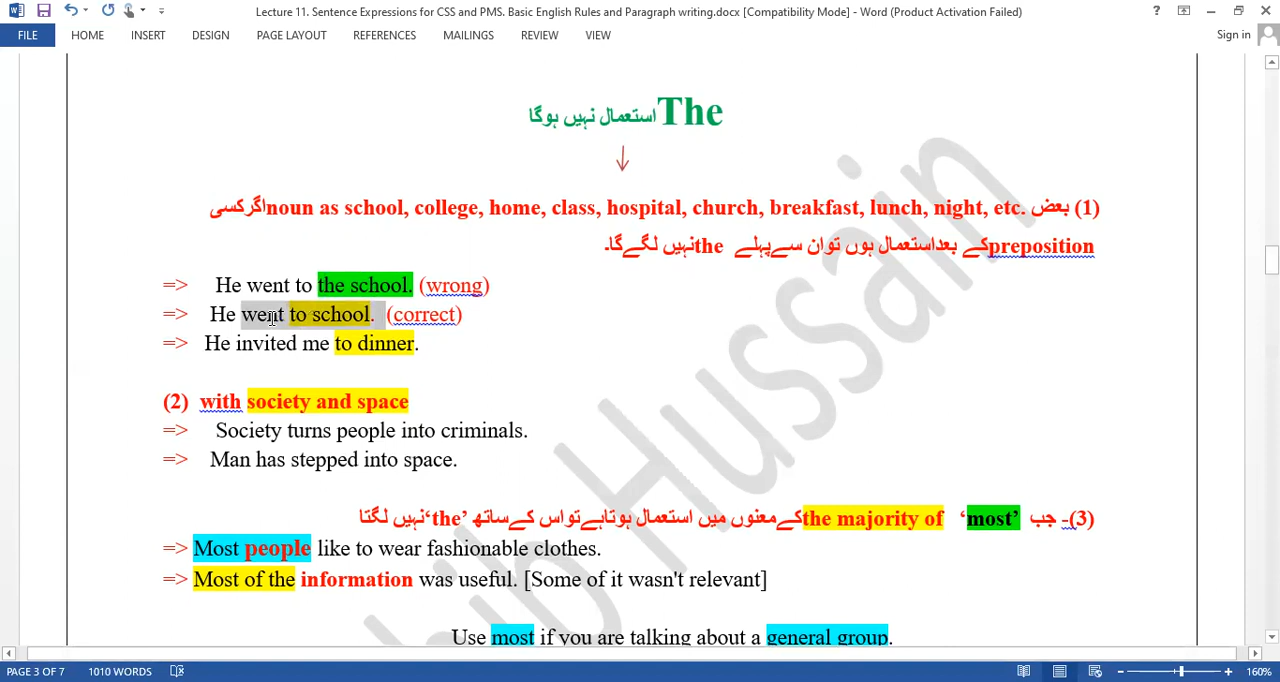 Lecture 11. Sentence Expressions for CSS and PMS. Basic English Rules and Paragraph writing.docx [Compatibility Mode] - Word (Product Activation Failed)
FILE HOME INSERT DESIGN PAGE LAYOUT REFERENCES MAILINGS REVIEW VIEW Sign in
The استعمال نہیں ہوگا
(1) بعض noun as school, college, home, class, hospital, church, breakfast, lunch, night, etc. اگر کسی
preposition کے بعد استعمال ہوں توان سے پہلے the نہیں لگے گا۔
=> He went to the school. (wrong)
=> He went to school. (correct)
=> He invited me to dinner.
(2) with society and space
=> Society turns people into criminals.
=> Man has stepped into space.
(3)- جب ‘most’ the majority of کے معنوں میں استعمال ہوتا ہے تو اس کے ساتھ ‘the’ نہیں لگتا
=> Most people like to wear fashionable clothes.
=> Most of the information was useful. [Some of it wasn't relevant]
Use most if you are talking about a general group.
bib Hussain
PAGE 3 OF 7 1010 WORDS 160%